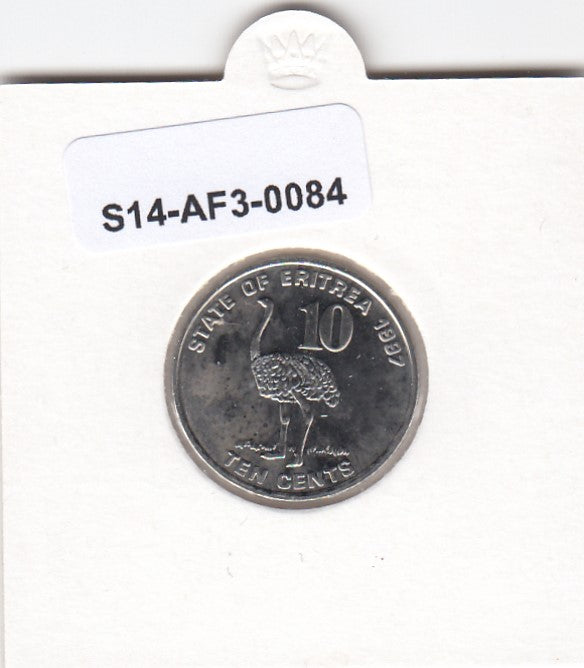 S14-AF3-0084
STATE OF ERITREA 1997
10
TEN CENTS